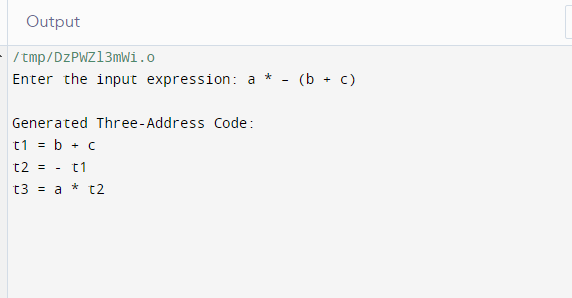 Output
/tmp/DzPWZl3mWi.o
Enter the input expression: a * – (b + c)
Generated Three-Address Code:
t1 = b + c
t2 = - t1
t3 = a * t2